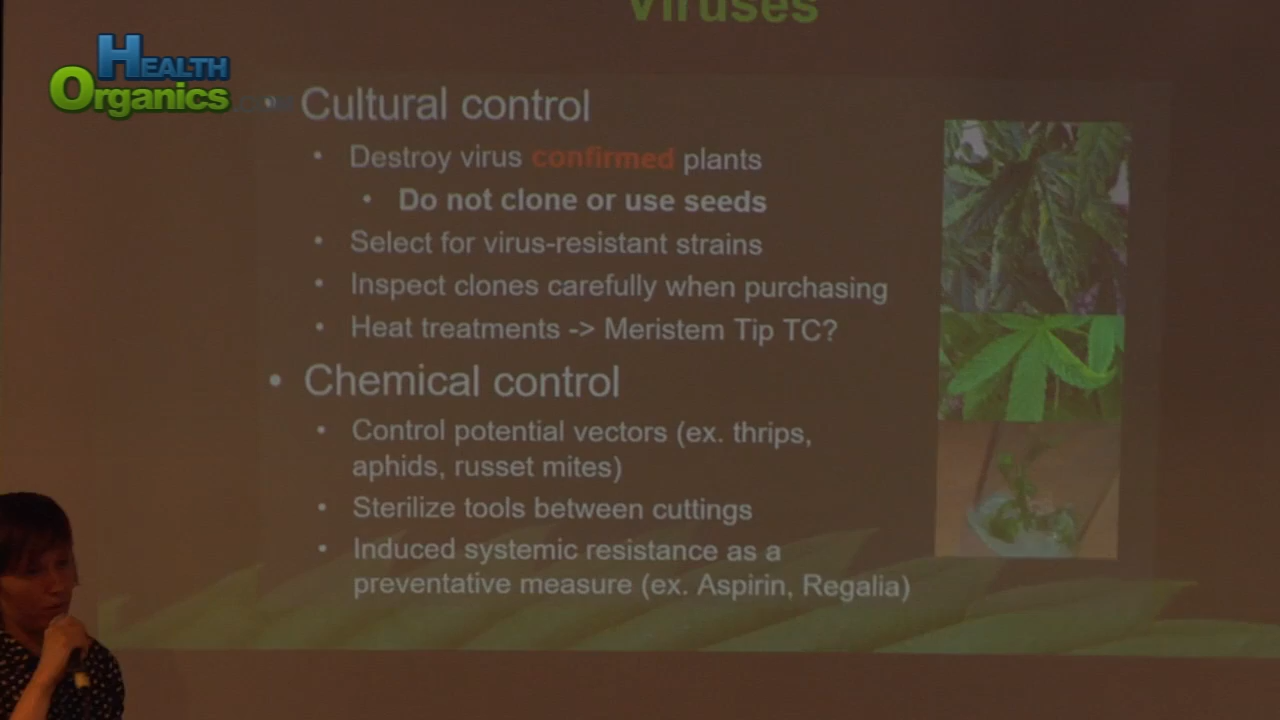 Viruses
HEALTH
Organics.COM
• Cultural control
• Destroy virus confirmed plants
• Do not clone or use seeds
• Select for virus-resistant strains
• Inspect clones carefully when purchasing
• Heat treatments -> Meristem Tip TC?
• Chemical control
• Control potential vectors (ex. thrips,
aphids, russet mites)
• Sterilize tools between cuttings
• Induced systemic resistance as a
preventative measure (ex. Aspirin, Regalia)